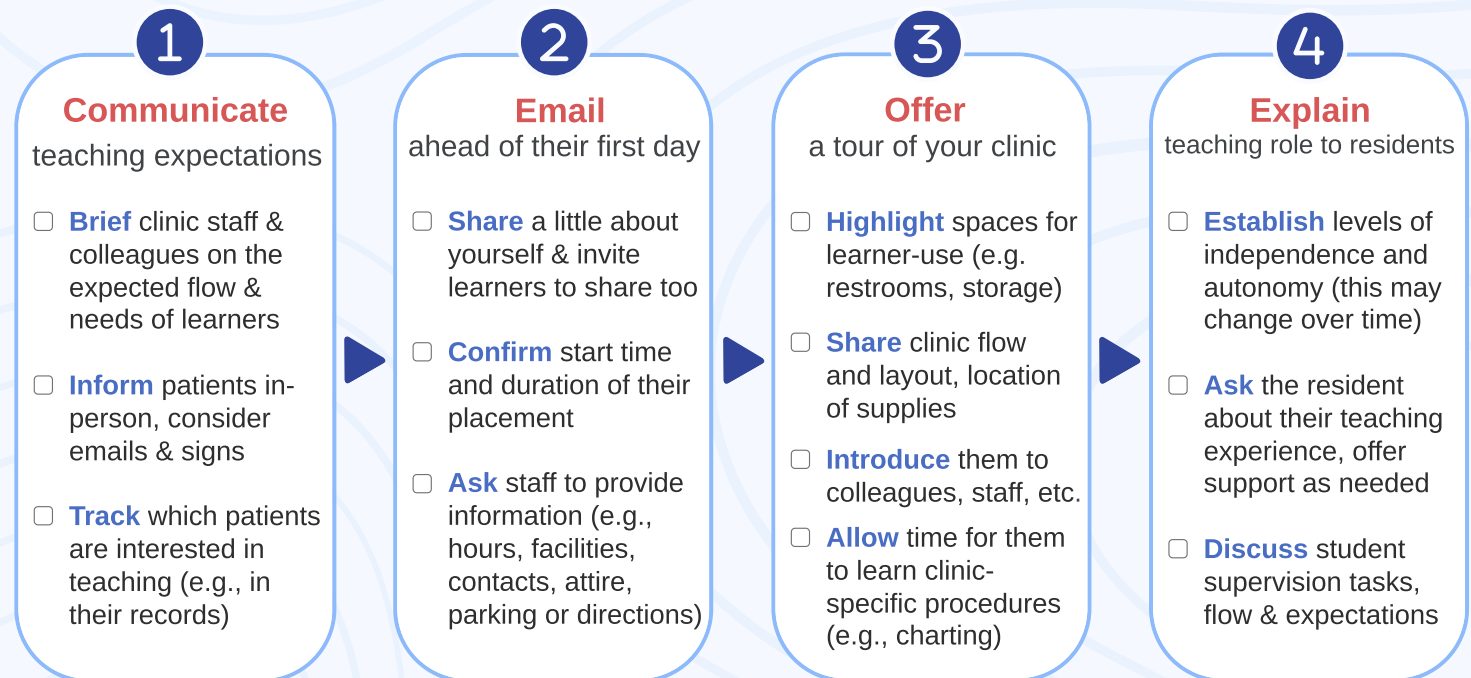 1
Communicate
teaching expectations
Brief clinic staff &
colleagues on the
expected flow &
needs of learners
Inform patients in-
person, consider
emails & signs
Track which patients
are interested in
teaching (e.g., in
their records)
2
Email
ahead of their first day
Share a little about
yourself & invite
learners to share too
Confirm start time
and duration of their
placement
Ask staff to provide
information (e.g.,
hours, facilities,
contacts, attire,
parking or directions)
3
Offer
a tour of your clinic
Highlight spaces for
learner-use (e.g.
restrooms, storage)
Share clinic flow
and layout, location
of supplies
Introduce them to
colleagues, staff, etc.
Allow time for them
to learn clinic-
specific procedures
(e.g., charting)
4
Explain
teaching role to residents
Establish levels of
independence and
autonomy (this may
change over time)
Ask the resident
about their teaching
experience, offer
support as needed
Discuss student
supervision tasks,
flow & expectations